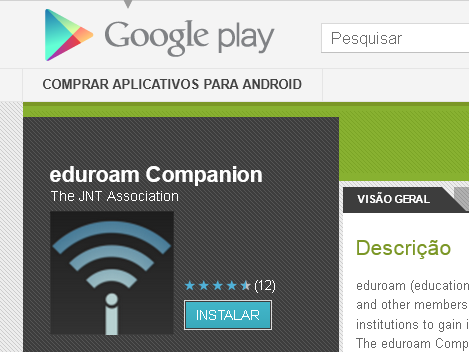 Google play
Pesquisar
COMPRAR APLICATIVOS PARA ANDROID
eduroam Companion
The JNT Association
(12)
INSTALAR
VISÃO GERAL
Descrição
eduroam (education
and other members
institutions to gain i
The eduroam Comp